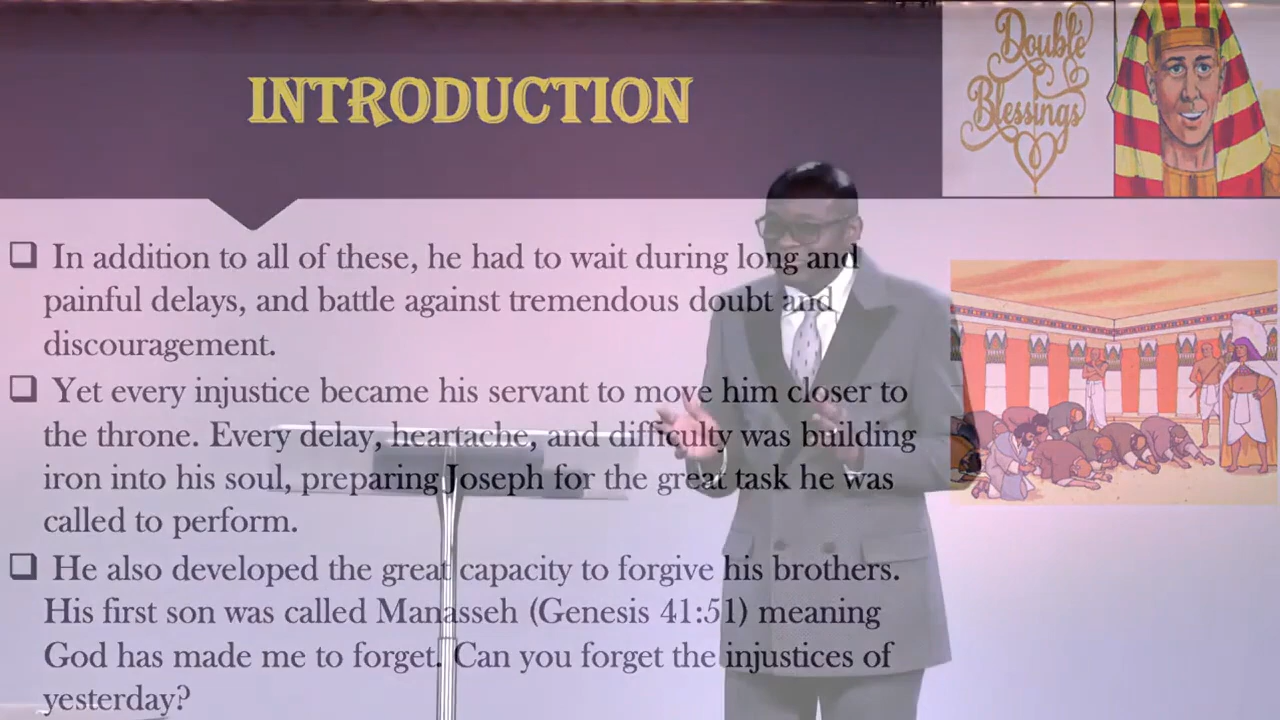 INTRODUCTION
Double
Blessings
❑ In addition to all of these, he had to wait during long and
painful delays, and battle against tremendous doubt and
discouragement.
❑ Yet every injustice became his servant to move him closer to
the throne. Every delay, heartache, and difficulty was building
iron into his soul, preparing Joseph for the great task he was
called to perform.
❑ He also developed the great capacity to forgive his brothers.
His first son was called Manasseh (Genesis 41:51) meaning
God has made me to forget. Can you forget the injustices of
yesterday?